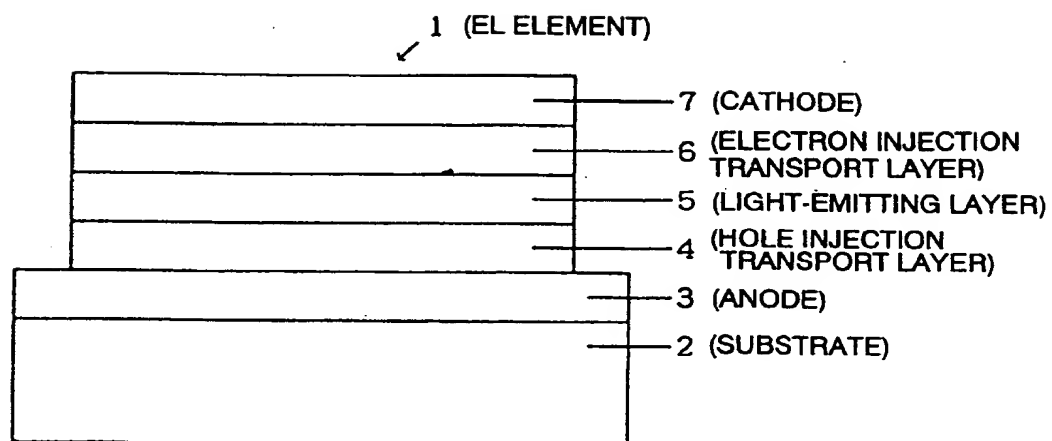 1 (EL ELEMENT)
7 (CATHODE)
6 (ELECTRON INJECTION
TRANSPORT LAYER)
5 (LIGHT-EMITTING LAYER)
4 (HOLE INJECTION
TRANSPORT LAYER)
3 (ANODE)
2 (SUBSTRATE)